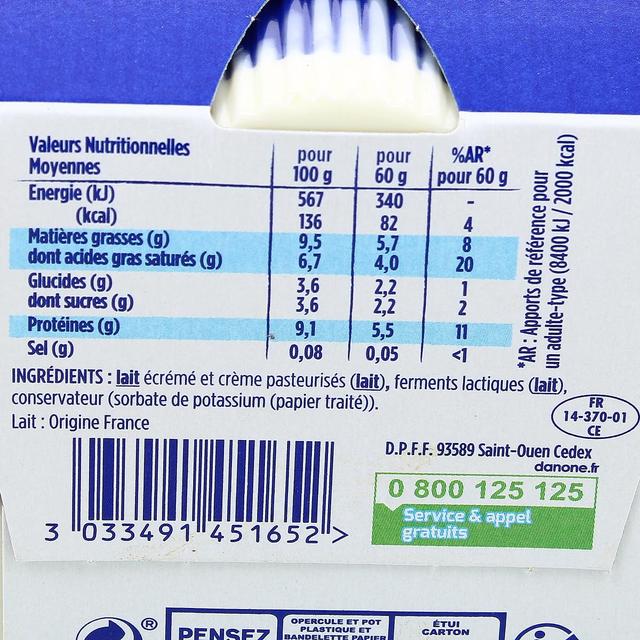 Valeurs Nutritionnelles Moyennes pour 100 g pour 60 g %AR* pour 60 g
Energie (kJ) 567 340 -
(kcal) 136 82 4
Matières grasses (g) 9,5 5,7 8
dont acides gras saturés (g) 6,7 4,0 20
Glucides (g) 3,6 2,2 1
dont sucres (g) 3,6 2,2 2
Protéines (g) 9,1 5,5 11
Sel (g) 0,08 0,05 <1
*AR : Apports de référence pour
un adulte-type (8400 kJ / 2000 kcal)
INGRÉDIENTS : lait écrémé et crème pasteurisés (lait), ferments lactiques (lait),
conservateur (sorbate de potassium (papier traité)).
Lait : Origine France
FR
14-370-01
CE
D.P.F.F. 93589 Saint-Ouen Cedex
danone.fr
0 800 125 125
Service & appel
gratuits
3 033491 451652 >
®
PENSEZ
OPERCULE ET POT
PLASTIQUE ET
BANDELETTE PAPIER
ÉTUI
CARTON